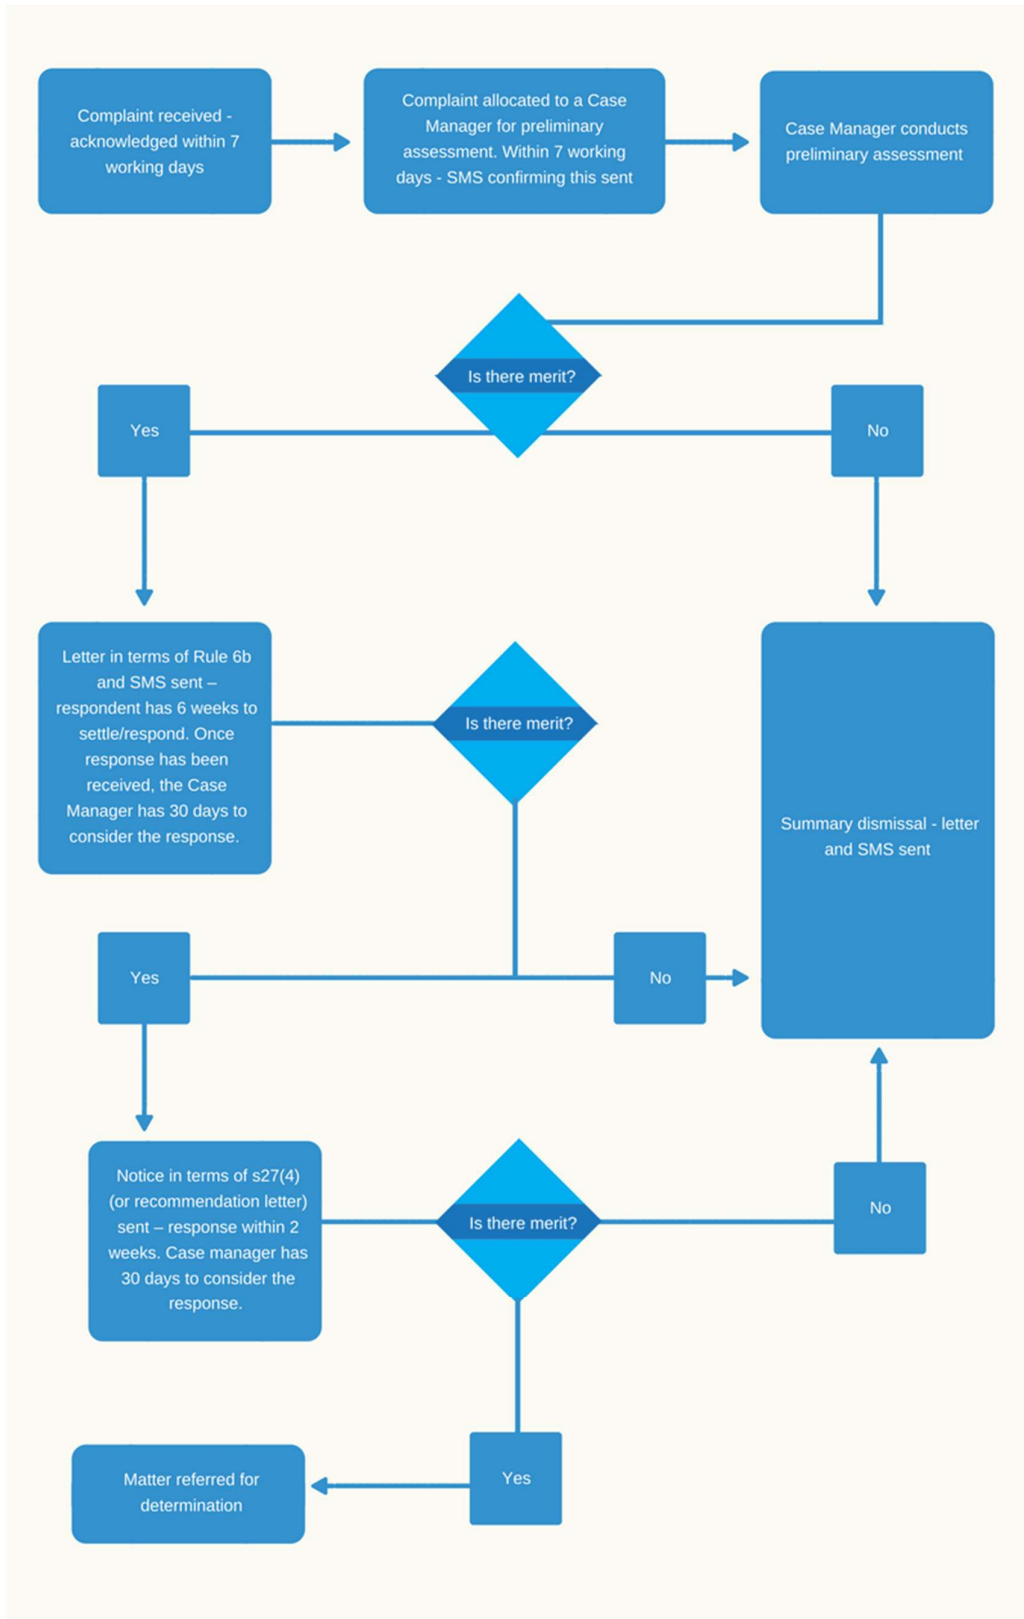 Complaint received -
acknowledged within 7
working days
Complaint allocated to a Case
Manager for preliminary
assessment. Within 7 working
days - SMS confirming this sent
Case Manager conducts
preliminary assessment
Is there merit?
Yes
No
Letter in terms of Rule 6b
and SMS sent –
respondent has 6 weeks to
settle/respond. Once
response has been
received, the Case
Manager has 30 days to
consider the response.
Is there merit?
Summary dismissal - letter
and SMS sent
Yes
No
Notice in terms of s27(4)
(or recommendation letter)
sent – response within 2
weeks. Case manager has
30 days to consider the
response.
Is there merit?
No
Yes
Matter referred for
determination